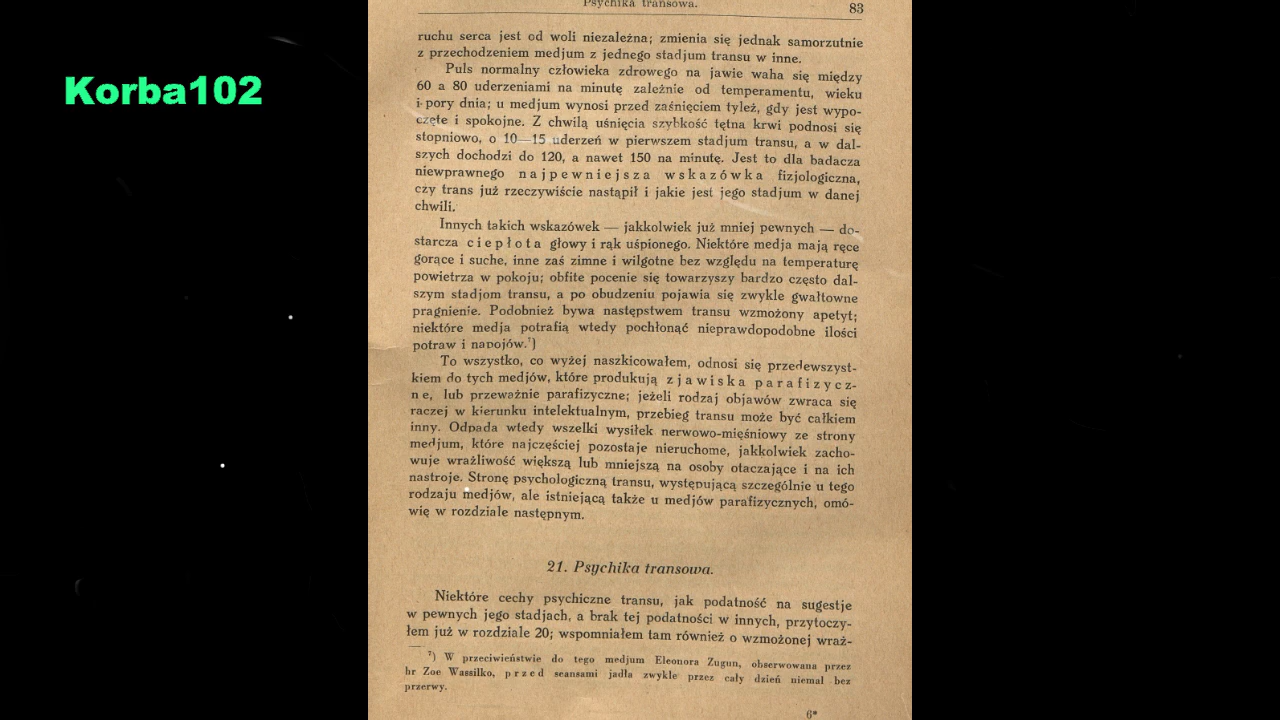 Korba102
Psychika transowa. 83
ruchu serca jest od woli niezależna; zmienia się jednak samorzutnie
z przechodzeniem medjum z jednego stadjum transu w inne.
Puls normalny człowieka zdrowego na jawie waha się między
60 a 80 uderzeniami na minutę zależnie od temperamentu, wieku
i pory dnia; u medjum wynosi przed zaśnięciem tyleż, gdy jest wypo-
częte i spokojne. Z chwilą uśnięcia szybkość tętna krwi podnosi się
stopniowo, o 10—15 uderzeń w pierwszem stadjum transu, a w dal-
szych dochodzi do 120, a nawet 150 na minutę. Jest to dla badacza
niewprawnego najpewniejsza wskazówka fizjologiczna,
czy trans już rzeczywiście nastąpił i jakie jest jego stadjum w danej
chwili.
Innych takich wskazówek — jakkolwiek już mniej pewnych — do-
starcza ciepłota głowy i rąk uśpionego. Niektóre medja mają ręce
gorące i suche, inne zaś zimne i wilgotne bez względu na temperaturę
powietrza w pokoju; obfite pocenie się towarzyszy bardzo często dal-
szym stadjom transu, a po obudzeniu pojawia się zwykle gwałtowne
pragnienie. Podobnież bywa następstwem transu wzmożony apetyt;
niektóre medja potrafią wtedy pochłonąć nieprawdopodobne ilości
potraw i napojów.⁷)
To wszystko, co wyżej naszkicowałem, odnosi się przedewszyst-
kiem do tych medjów, które produkują zjawiska parafizycz-
ne, lub przeważnie parafizyczne; jeżeli rodzaj objawów zwraca się
raczej w kierunku intelektualnym, przebieg transu może być całkiem
inny. Odpada wtedy wszelki wysiłek nerwowo-mięśniowy ze strony
medjum, które najczęściej pozostaje nieruchome, jakkolwiek zacho-
wuje wrażliwość większą lub mniejszą na osoby otaczające i na ich
nastroje. Stronę psychologiczną transu, występującą szczególnie u tego
rodzaju medjów, ale istniejącą także u medjów parafizycznych, omó-
wię w rozdziale następnym.
21. Psychika transowa.
Niektóre cechy psychiczne transu, jak podatność na sugestje
w pewnych jego stadjach, a brak tej podatności w innych, przytoczy-
łem już w rozdziale 20; wspomniałem tam również o wzmożonej wraż-
⁷) W przeciwieństwie do tego medjum Eleonora Zugun, obserwowana przez
hr Zoe Wassilko, przed seansami jadła zwykle przez cały dzień niemal bez
przerwy.
6*